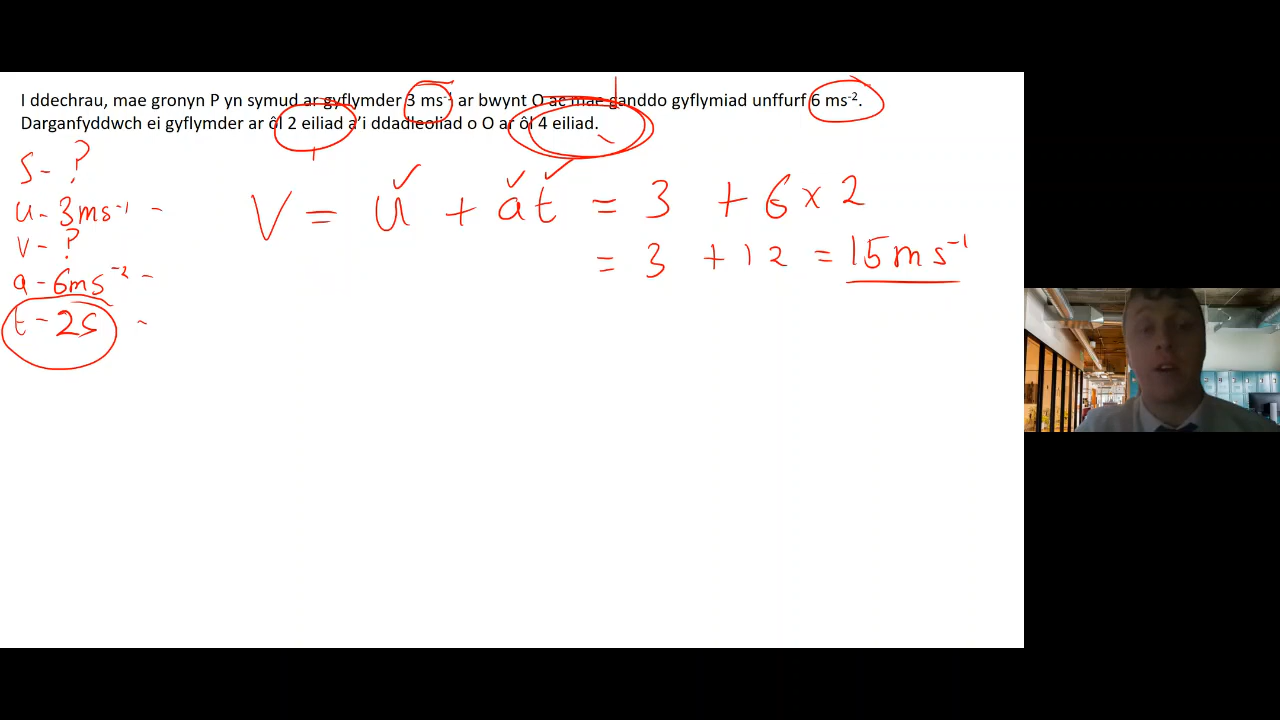 I ddechrau, mae gronyn P yn symud ar gyflymder 3 ms⁻¹ ar bwynt O ac mae ganddo gyflymiad unffurf 6 ms⁻².
Darganfyddwch ei gyflymder ar ôl 2 eiliad a’i ddadleoliad o O ar ôl 4 eiliad.
s - ?
u - 3ms⁻¹
v - ?
a - 6ms⁻²
t - 2s
V = u + at = 3 + 6 x 2
= 3 + 12 = 15ms⁻¹